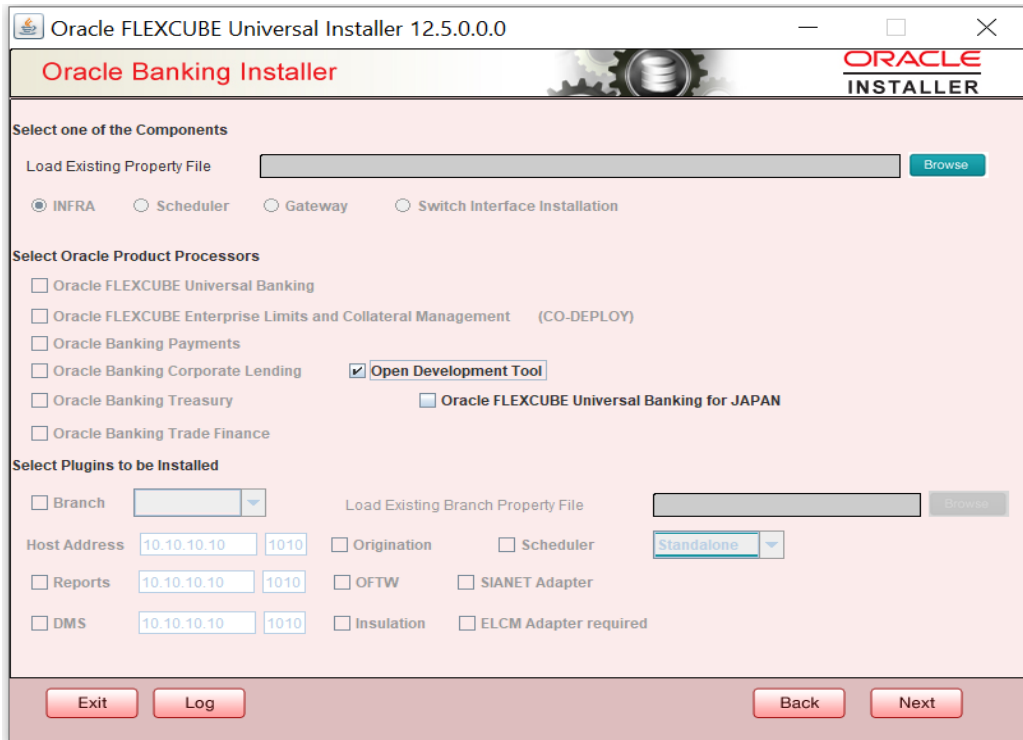 Oracle FLEXCUBE Universal Installer 12.5.0.0.0
Oracle Banking Installer
ORACLE
INSTALLER
Select one of the Components
Load Existing Property File
Browse
INFRA Scheduler Gateway Switch Interface Installation
Select Oracle Product Processors
Oracle FLEXCUBE Universal Banking
Oracle FLEXCUBE Enterprise Limits and Collateral Management (CO-DEPLOY)
Oracle Banking Payments
Oracle Banking Corporate Lending Open Development Tool
Oracle Banking Treasury Oracle FLEXCUBE Universal Banking for JAPAN
Oracle Banking Trade Finance
Select Plugins to be Installed
Branch Load Existing Branch Property File Browse
Host Address 10.10.10.10 1010 Origination Scheduler Standalone
Reports 10.10.10.10 1010 OFTW SIANET Adapter
DMS 10.10.10.10 1010 Insulation ELCM Adapter required
Exit Log Back Next